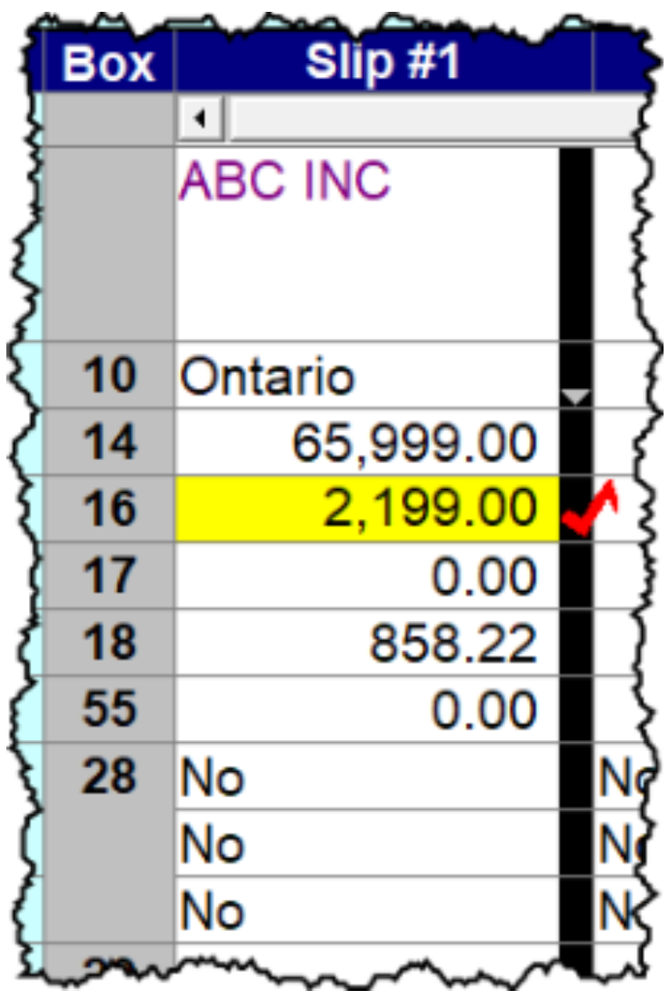 Box Slip #1
ABC INC
10 Ontario
14 65,999.00
16 2,199.00
17 0.00
18 858.22
55 0.00
28 No No
No No
No